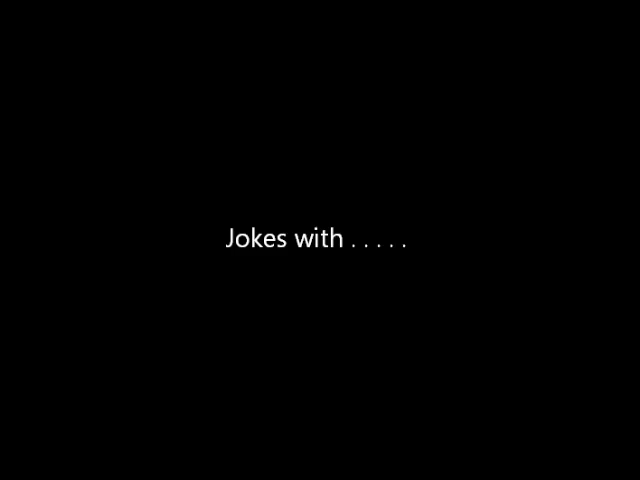 Jokes with . . . . .